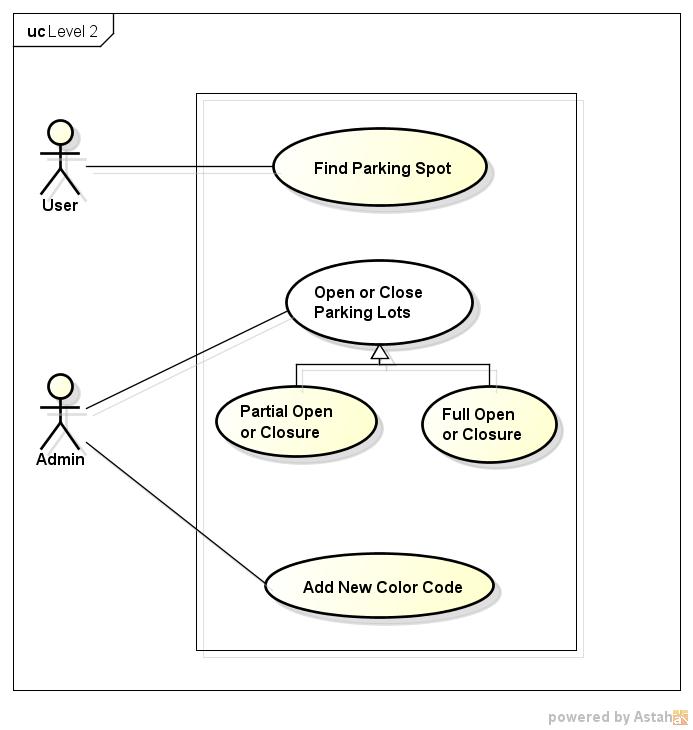 uc Level 2
Find Parking Spot
User
Open or Close
Parking Lots
Partial Open
or Closure
Full Open
or Closure
Admin
Add New Color Code
powered by Astah